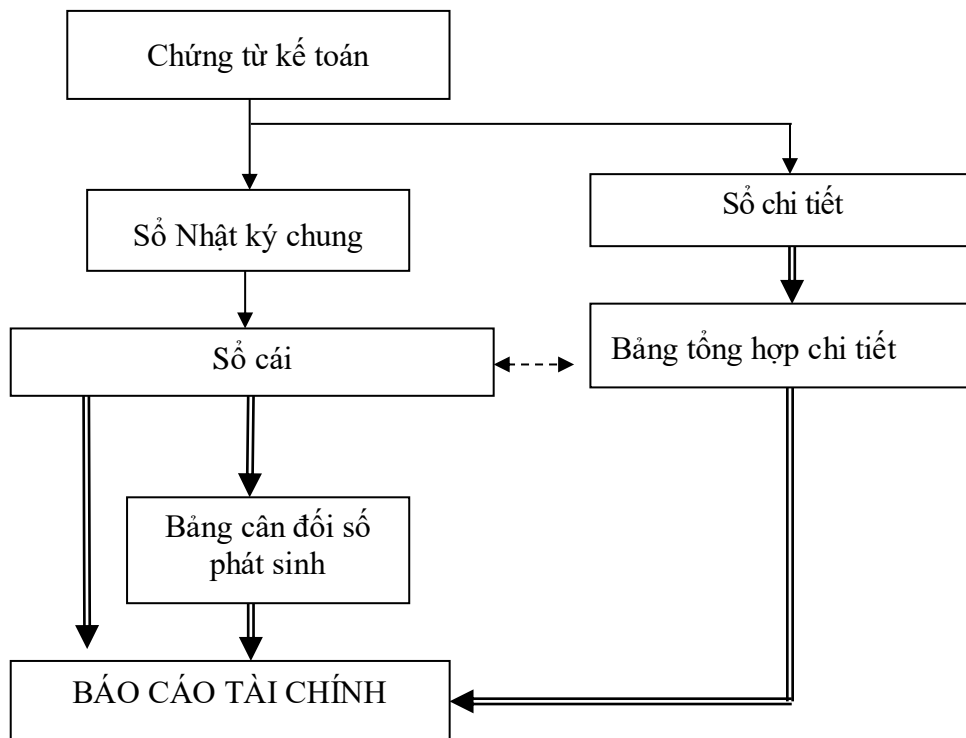 Chứng từ kế toán
Sổ Nhật ký chung
Sổ chi tiết
Sổ cái
Bảng tổng hợp chi tiết
Bảng cân đối số
phát sinh
BÁO CÁO TÀI CHÍNH